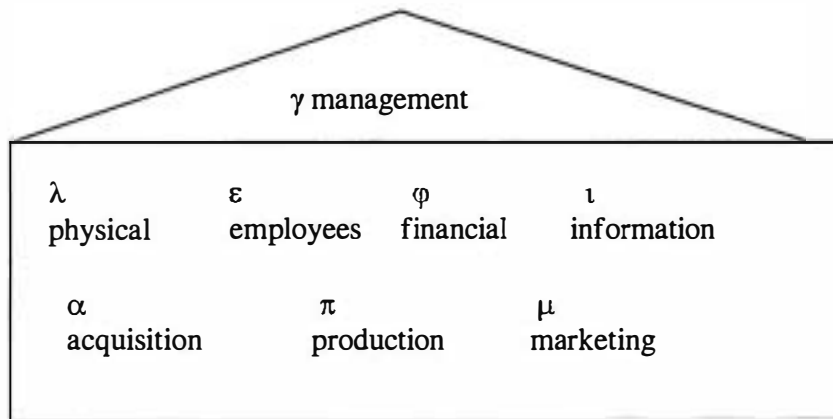 γ management
λ ε φ ι
physical employees financial information
α π μ
acquisition production marketing